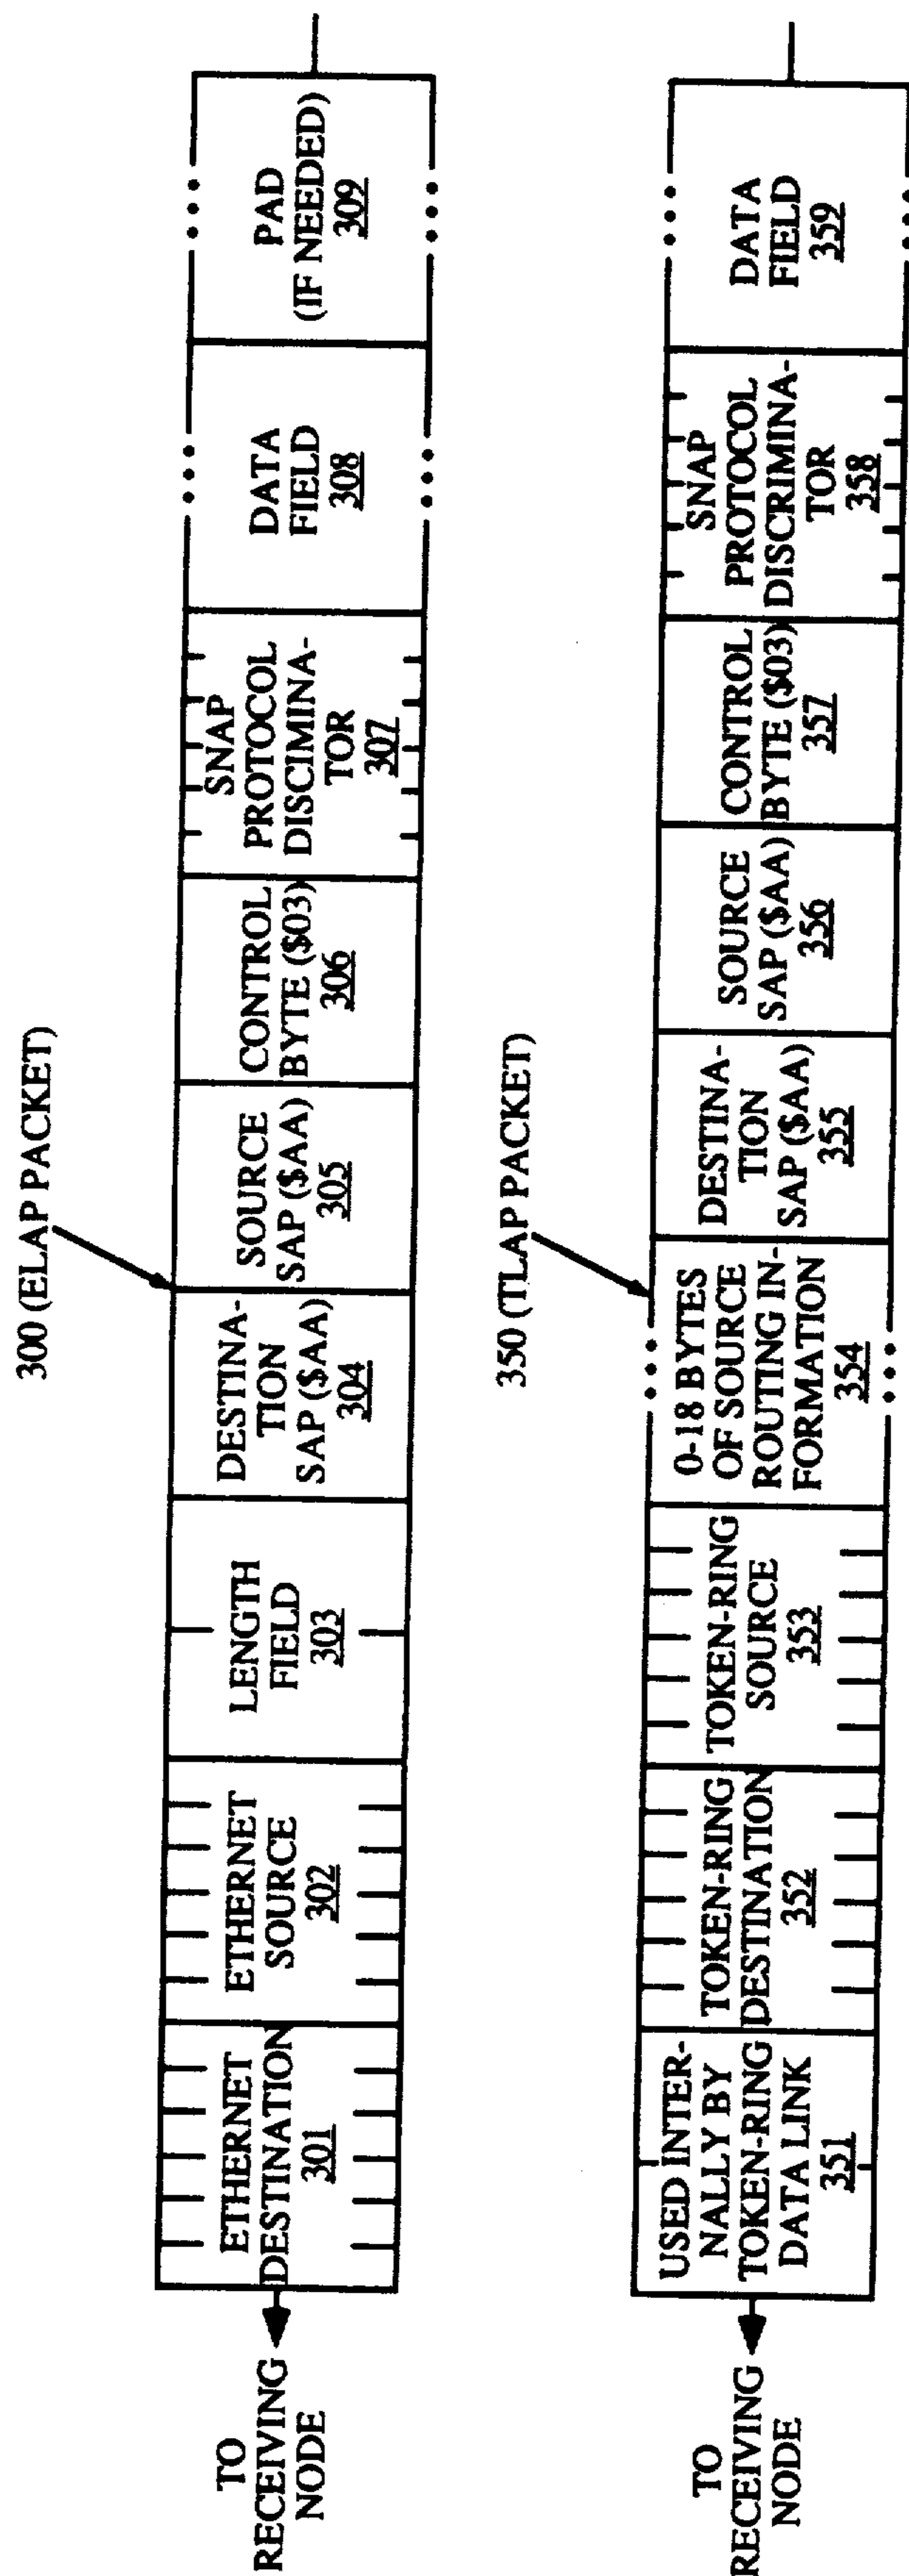 300 (ELAP PACKET)
TO
RECEIVING
NODE
ETHERNET
DESTINATION
301
ETHERNET
SOURCE
302
LENGTH
FIELD
303
DESTINA-
TION
SAP ($AA)
304
SOURCE
SAP ($AA)
305
CONTROL
BYTE ($03)
306
SNAP
PROTOCOL
DISCIMINA-
TOR
307
DATA
FIELD
308
PAD
(IF NEEDED)
309
350 (TLAP PACKET)
TO
RECEIVING
NODE
USED INTER-
NALLY BY
TOKEN-RING
DATA LINK
351
TOKEN-RING
DESTINATION
352
TOKEN-RING
SOURCE
353
0-18 BYTES
OF SOURCE
ROUTING IN-
FORMATION
354
DESTINA-
TION
SAP ($AA)
355
SOURCE
SAP ($AA)
356
CONTROL
BYTE ($03)
357
SNAP
PROTOCOL
DISCRIMINA-
TOR
358
DATA
FIELD
359